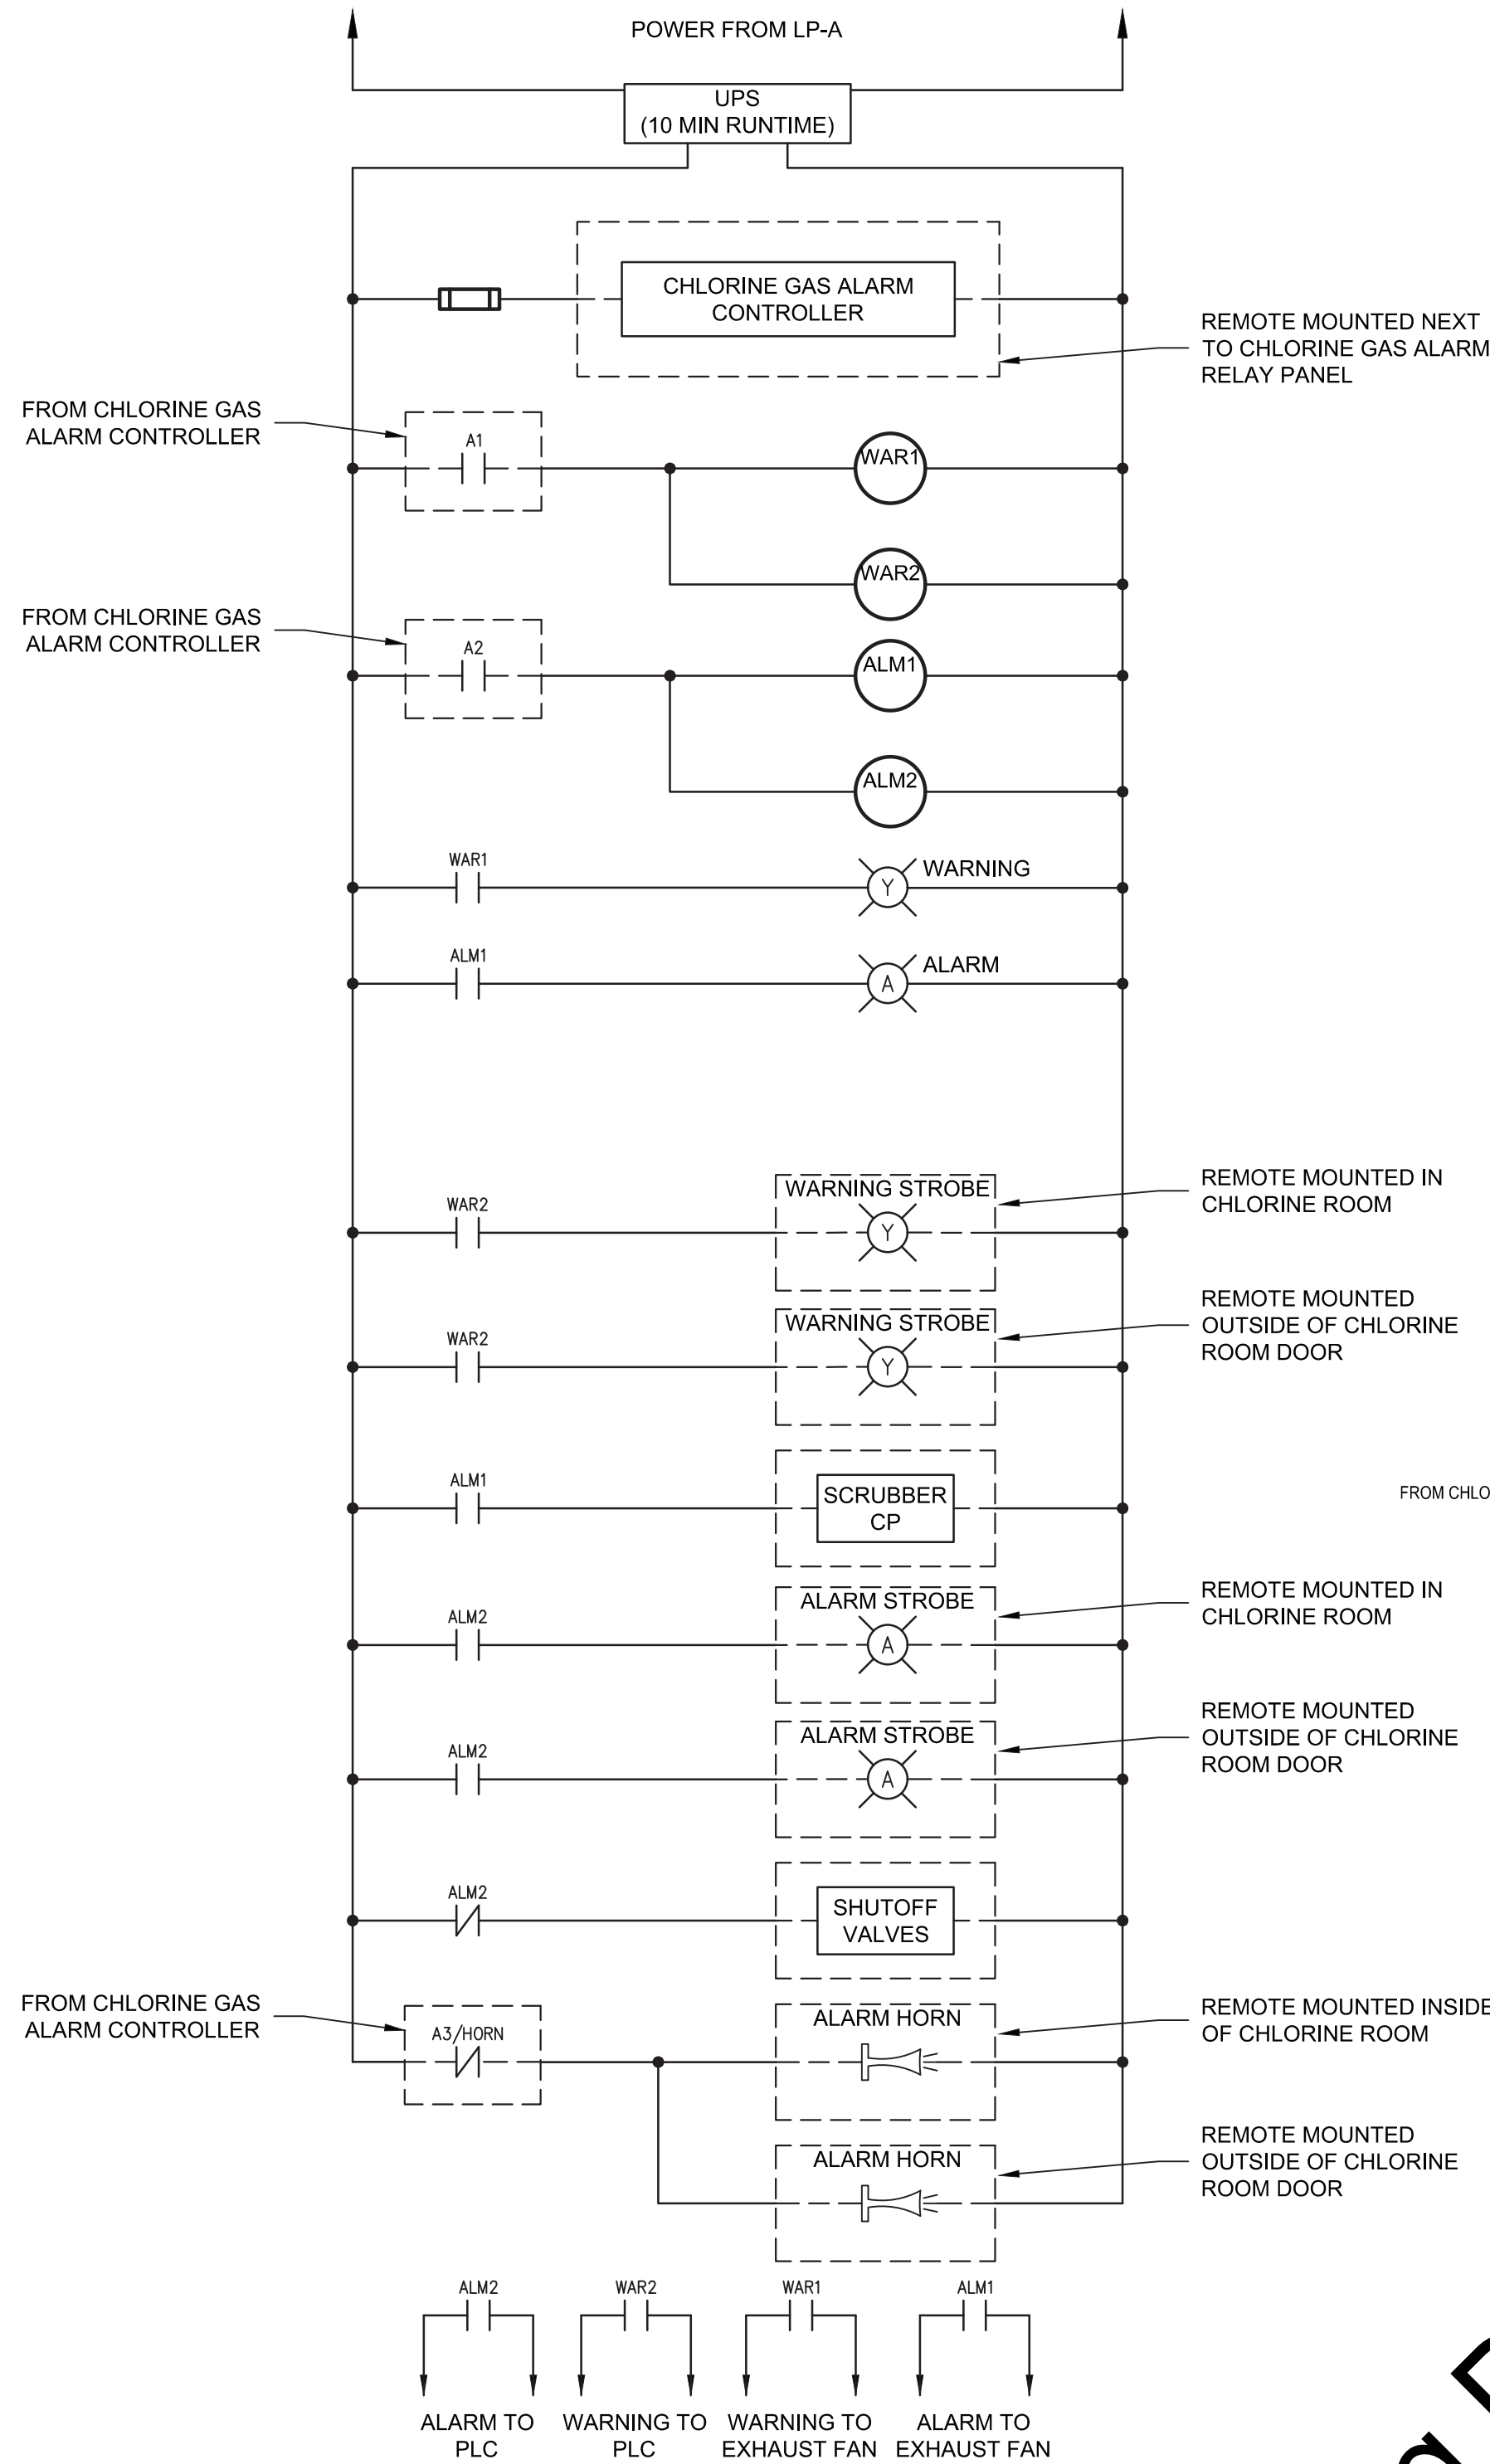 POWER FROM LP-A
UPS
(10 MIN RUNTIME)
CHLORINE GAS ALARM
CONTROLLER
REMOTE MOUNTED NEXT
TO CHLORINE GAS ALARM
RELAY PANEL
FROM CHLORINE GAS
ALARM CONTROLLER
A1
WAR1
WAR2
FROM CHLORINE GAS
ALARM CONTROLLER
A2
ALM1
ALM2
WAR1
Y
WARNING
ALM1
A
ALARM
WAR2
WARNING STROBE
Y
REMOTE MOUNTED IN
CHLORINE ROOM
WAR2
WARNING STROBE
Y
REMOTE MOUNTED
OUTSIDE OF CHLORINE
ROOM DOOR
ALM1
SCRUBBER
CP
FROM CHLO
ALM2
ALARM STROBE
A
REMOTE MOUNTED IN
CHLORINE ROOM
ALM2
ALARM STROBE
A
REMOTE MOUNTED
OUTSIDE OF CHLORINE
ROOM DOOR
ALM2
SHUTOFF
VALVES
FROM CHLORINE GAS
ALARM CONTROLLER
A3/HORN
ALARM HORN
REMOTE MOUNTED INSIDE
OF CHLORINE ROOM
ALARM HORN
REMOTE MOUNTED
OUTSIDE OF CHLORINE
ROOM DOOR
ALM2
WAR2
WAR1
ALM1
ALARM TO
PLC
WARNING TO
PLC
WARNING TO
EXHAUST FAN
ALARM TO
EXHAUST FAN